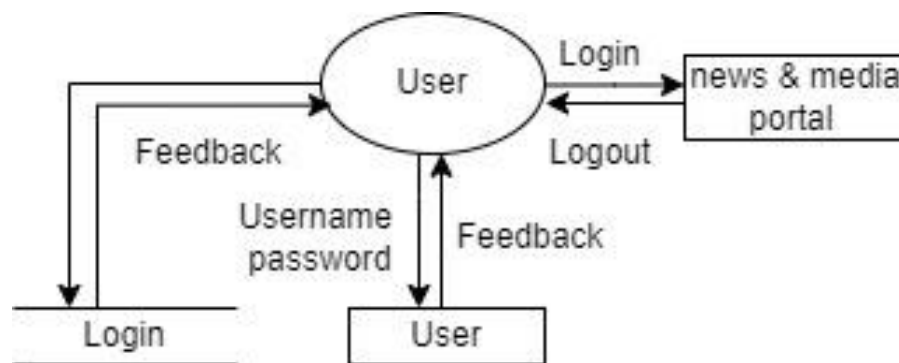 User
Login
news & media
portal
Logout
Feedback
Username
password
Feedback
Login
User